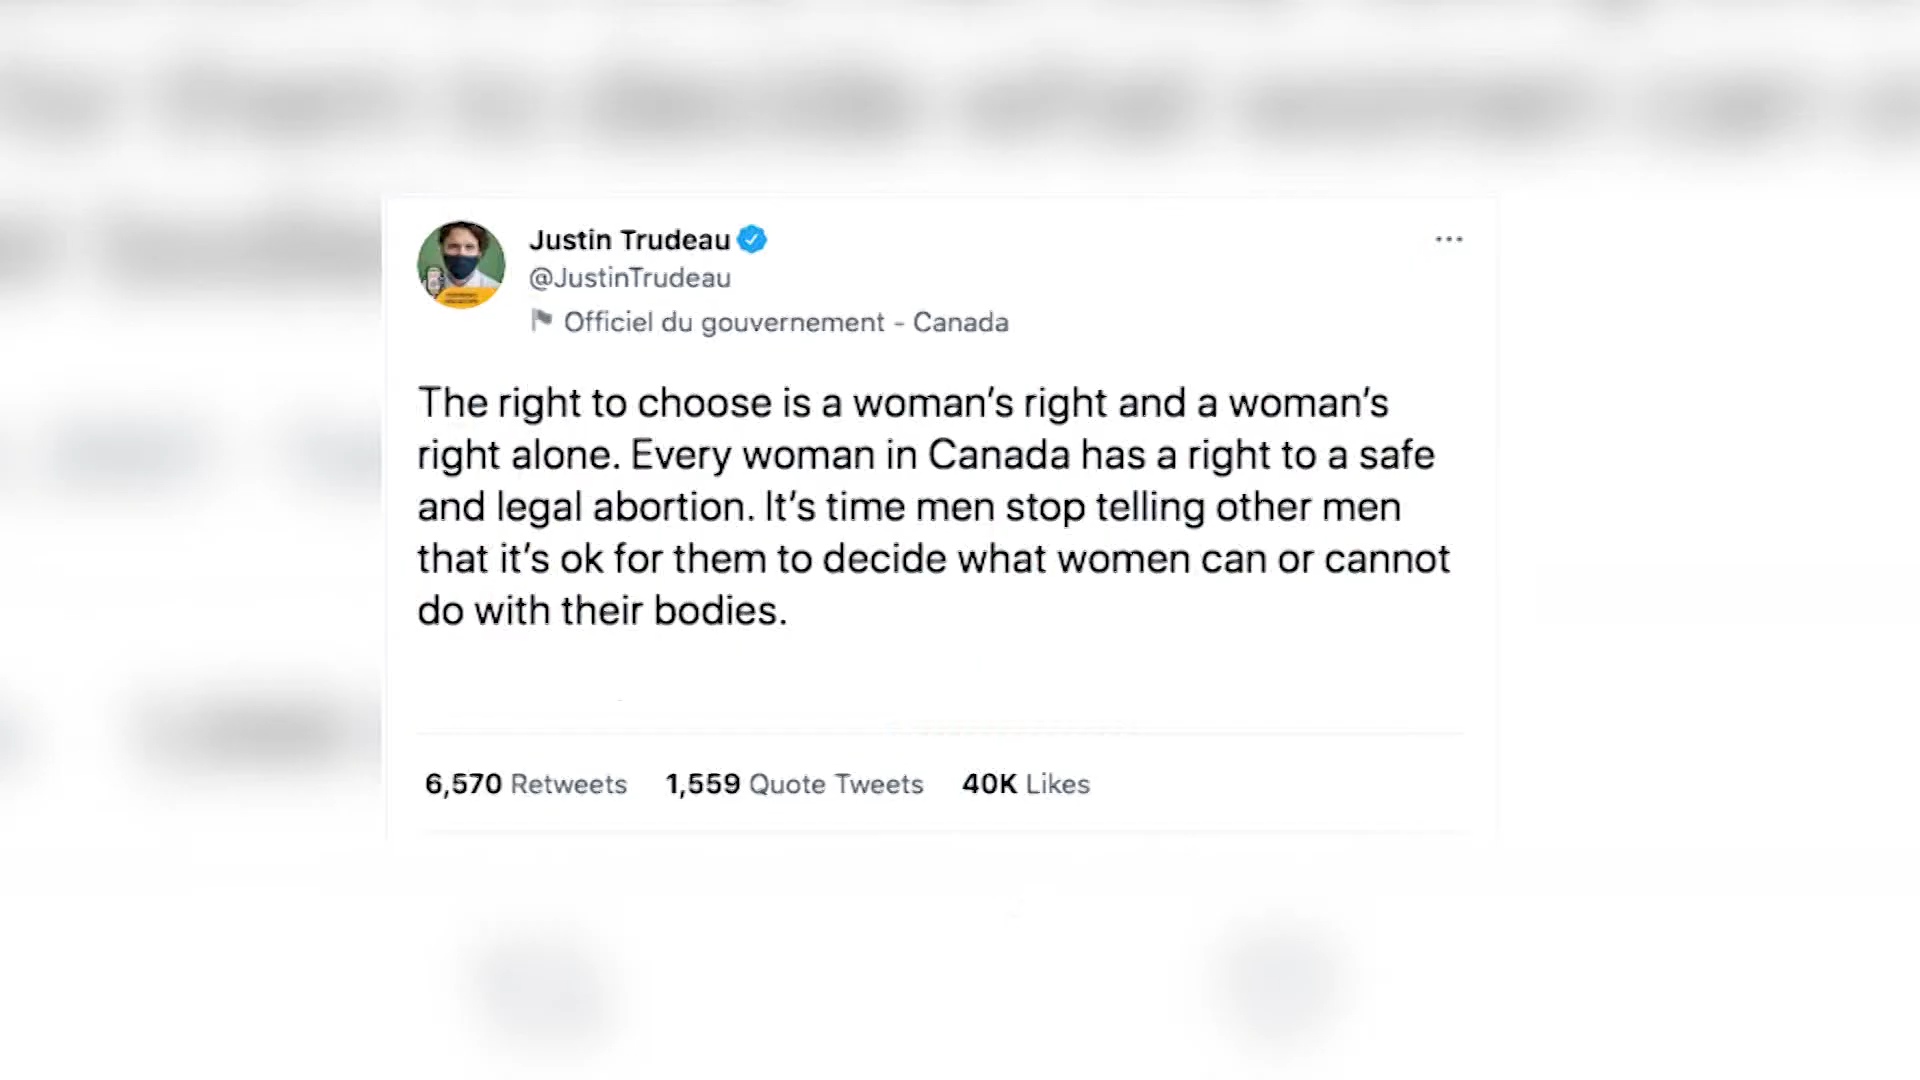 Justin Trudeau
@JustinTrudeau
Officiel du gouvernement - Canada
The right to choose is a woman's right and a woman's
right alone. Every woman in Canada has a right to a safe
and legal abortion. It's time men stop telling other men
that it's ok for them to decide what women can or cannot
do with their bodies.
6,570 Retweets 1,559 Quote Tweets 40K Likes